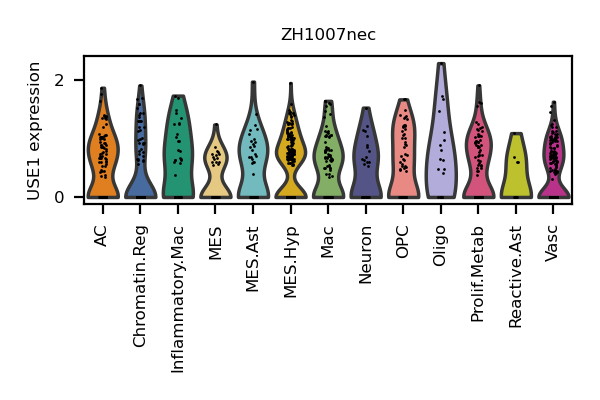 ZH1007nec
USE1 expression
2
0
AC
Chromatin.Reg
Inflammatory.Mac
MES
MES.Ast
MES.Hyp
Mac
Neuron
OPC
Oligo
Prolif.Metab
Reactive.Ast
Vasc